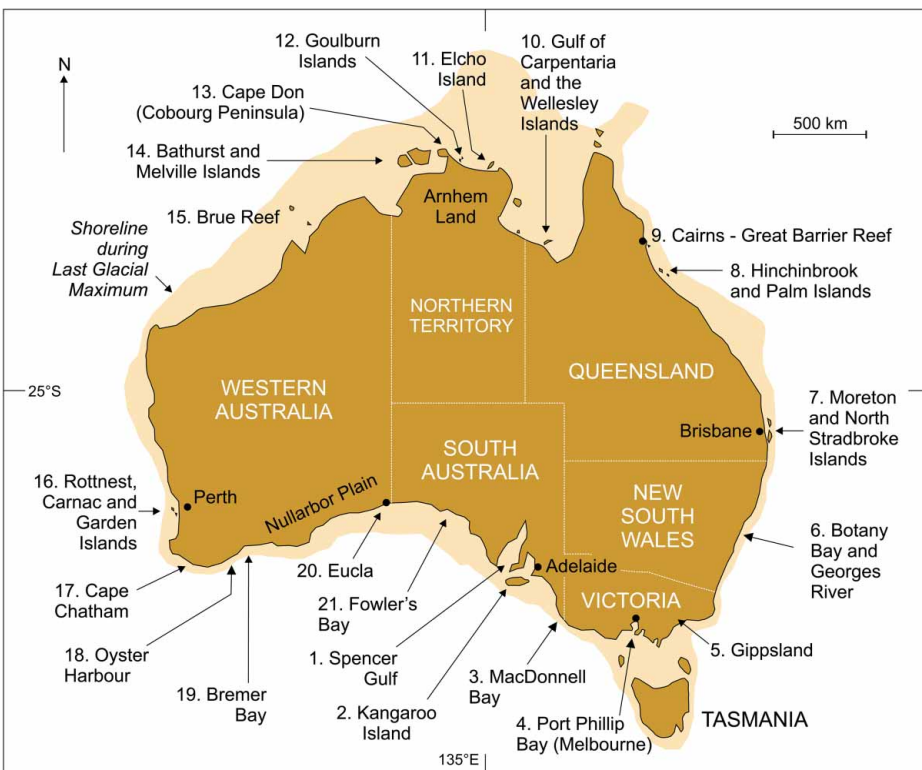 N
12. Goulburn
Islands
11. Elcho
Island
10. Gulf of
Carpentaria
and the
Wellesley
Islands
13. Cape Don
(Cobourg Peninsula)
500 km
14. Bathurst and
Melville Islands
Arnhem
Land
15. Brue Reef
Shoreline
during
Last Glacial
Maximum
9. Cairns - Great Barrier Reef
8. Hinchinbrook
and Palm Islands
NORTHERN
TERRITORY
25°S
WESTERN
AUSTRALIA
QUEENSLAND
7. Moreton
and North
Stradbroke
Islands
Brisbane
SOUTH
AUSTRALIA
16. Rottnest,
Carnac and
Garden
Islands
Perth
Nullarbor Plain
NEW
SOUTH
WALES
6. Botany
Bay and
Georges
River
20. Eucla
Adelaide
17. Cape
Chatham
21. Fowler's
Bay
VICTORIA
18. Oyster
Harbour
1. Spencer
Gulf
5. Gippsland
19. Bremer
Bay
3. MacDonnell
Bay
2. Kangaroo
Island
4. Port Phillip
Bay (Melbourne)
TASMANIA
135°E